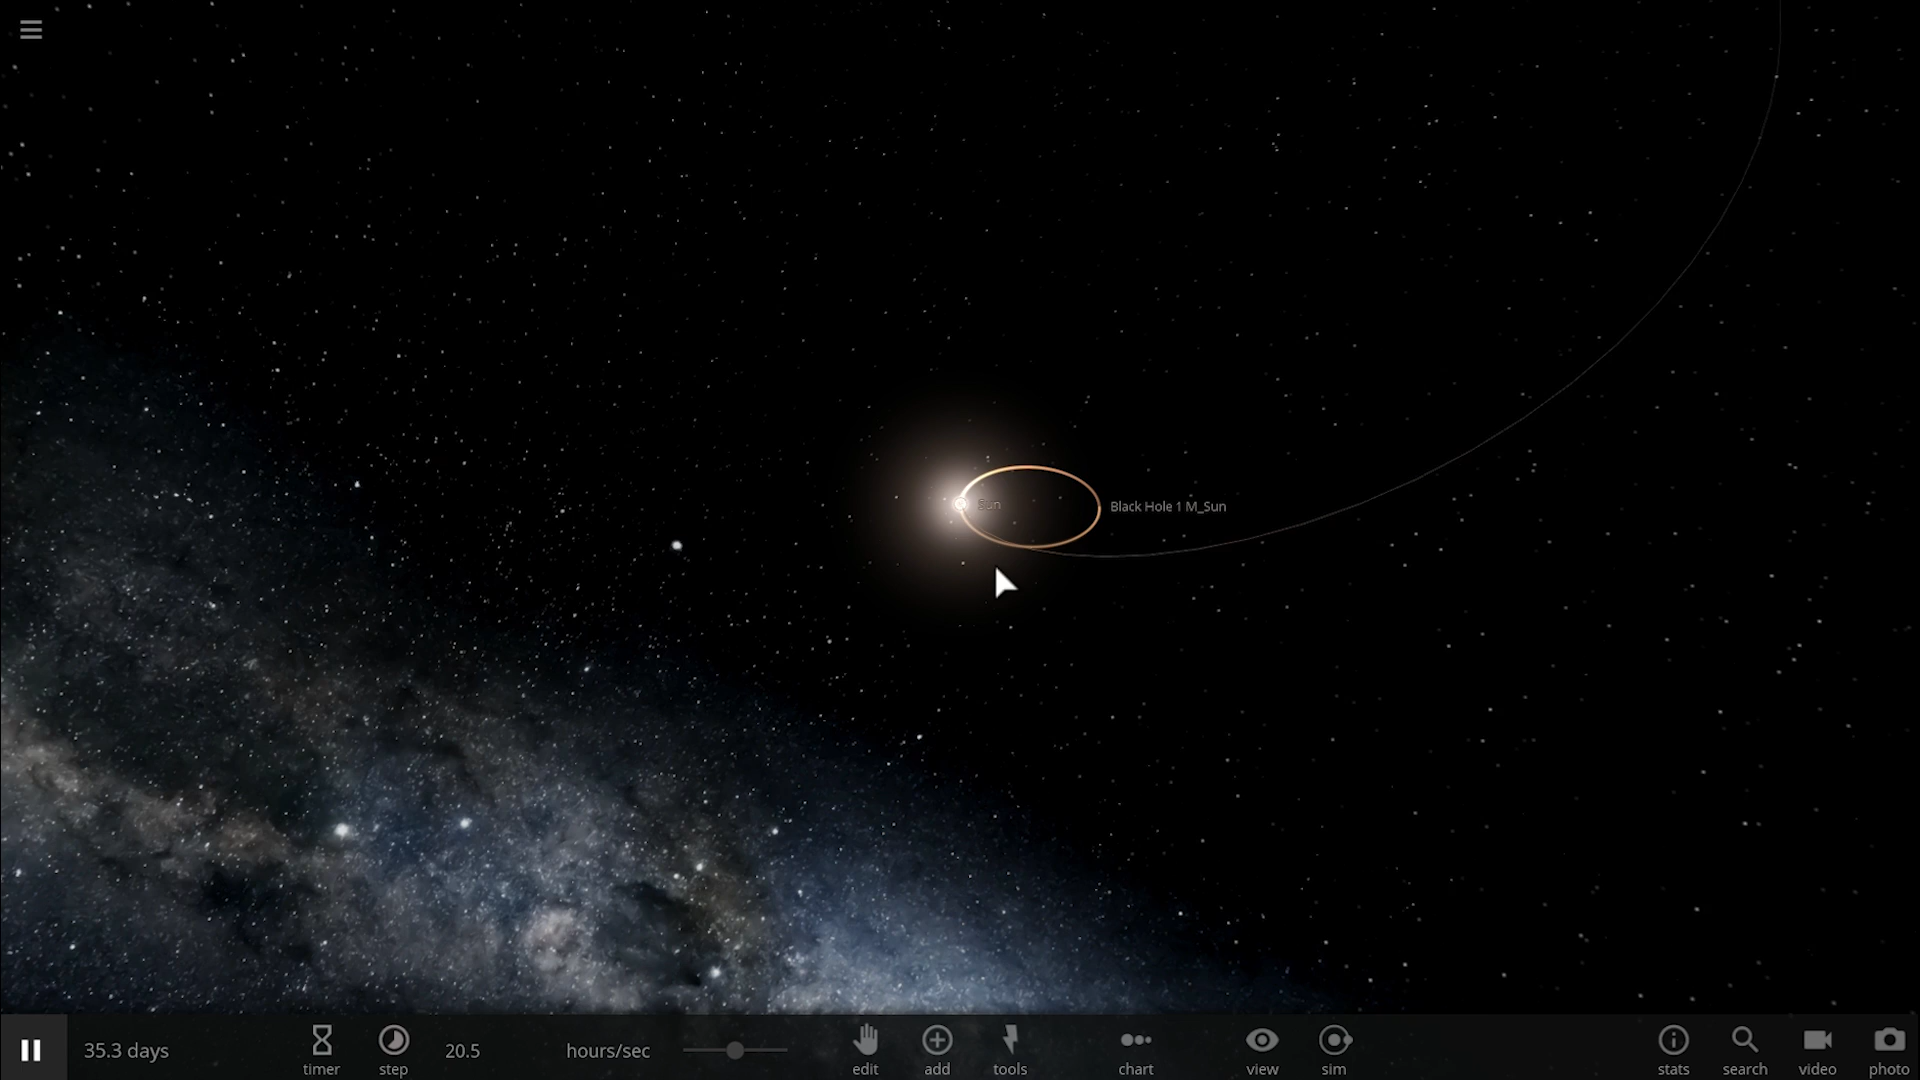 Sun
Black Hole 1 M_Sun
35.3 days
timer
step
20.5
hours/sec
edit
add
tools
chart
view
sim
stats
search
video
photo